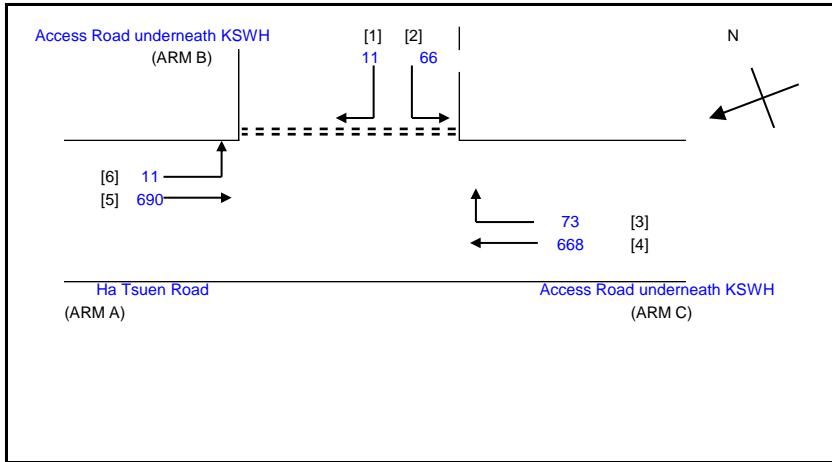 Access Road underneath KSWH [1] [2] N
(ARM B) 11 66
[6] 11
[5] 690
73 [3]
668 [4]
Ha Tsuen Road Access Road underneath KSWH
(ARM A) (ARM C)